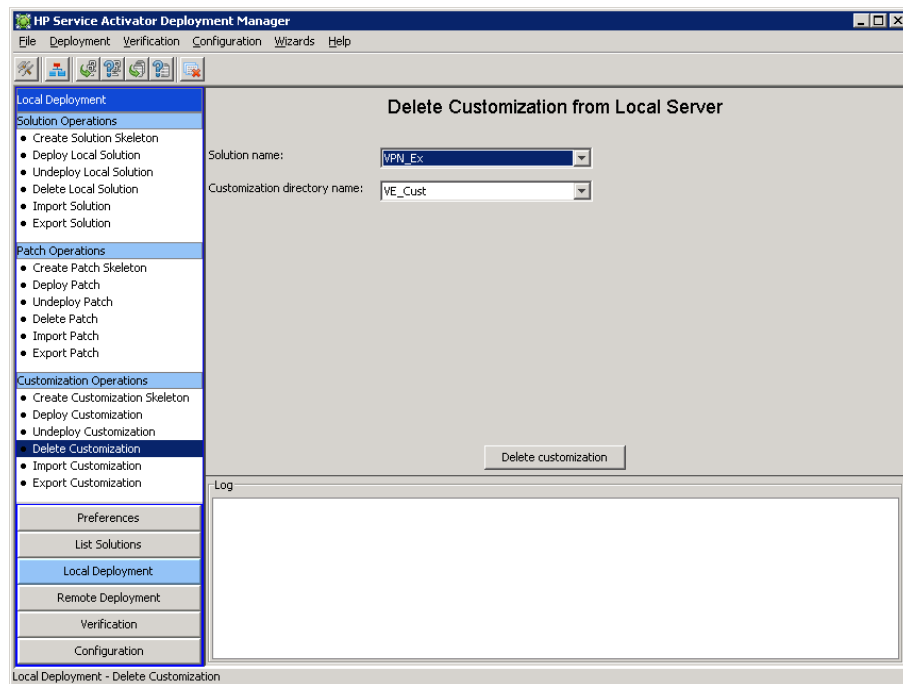 HP Service Activator Deployment Manager
File Deployment Verification Configuration Wizards Help
Local Deployment
Solution Operations
• Create Solution Skeleton
• Deploy Local Solution
• Undeploy Local Solution
• Delete Local Solution
• Import Solution
• Export Solution
Patch Operations
• Create Patch Skeleton
• Deploy Patch
• Undeploy Patch
• Delete Patch
• Import Patch
• Export Patch
Customization Operations
• Create Customization Skeleton
• Deploy Customization
• Undeploy Customization
• Delete Customization
• Import Customization
• Export Customization
Preferences
List Solutions
Local Deployment
Remote Deployment
Verification
Configuration
Delete Customization from Local Server
Solution name: VPN_Ex
Customization directory name: VE_Cust
Delete customization
Log
Local Deployment - Delete Customization